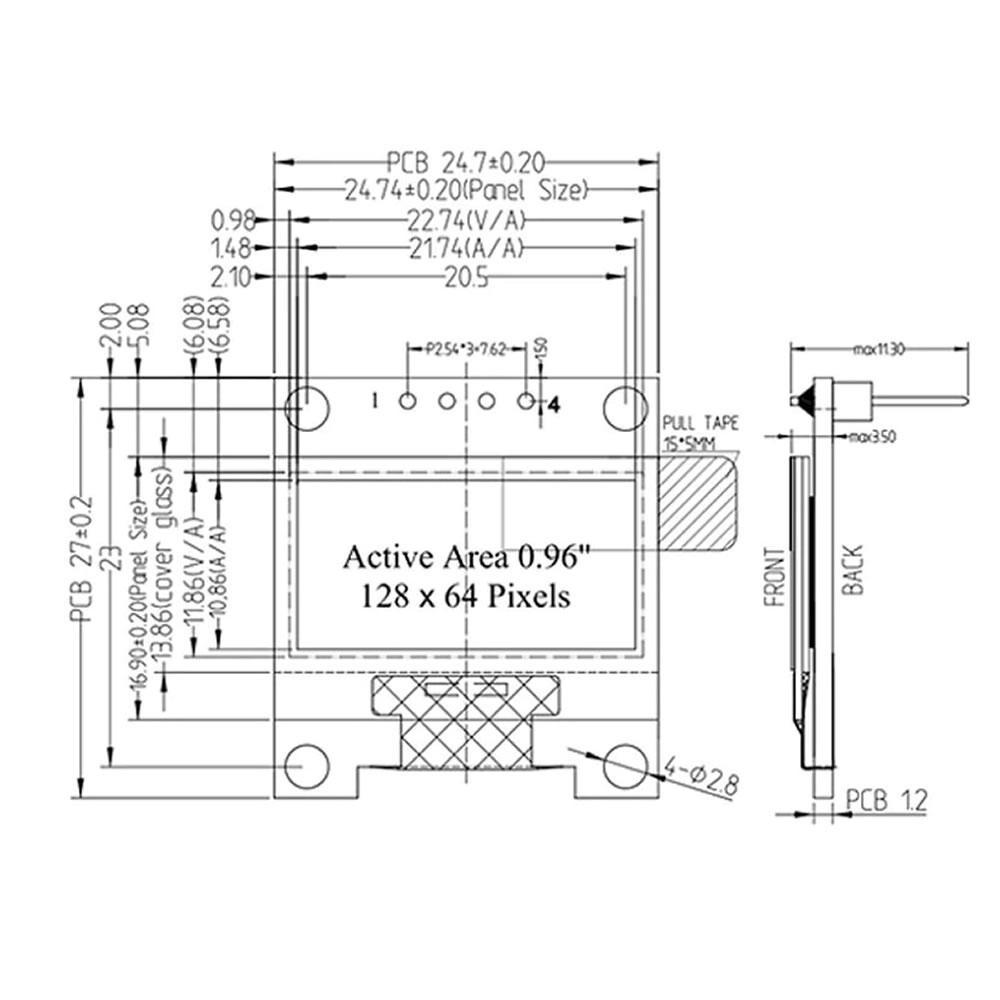 PCB 24.7±0.20
24.74±0.20(Panel Size)
0.98
22.74(V/A)
1.48
21.74(A/A)
2.10
20.5
2.00
5.08
(6.08)
(6.58)
P2.54*3=7.62
1.50
max11.30
1
4
PULL TAPE
15*5MM
max3.50
PCB 27±0.2
23
16.90±0.20(Panel Size)
13.86(cover glass)
11.86(V/A)
10.86(A/A)
Active Area 0.96"
128 x 64 Pixels
FRONT
BACK
4-Φ2.8
PCB 1.2